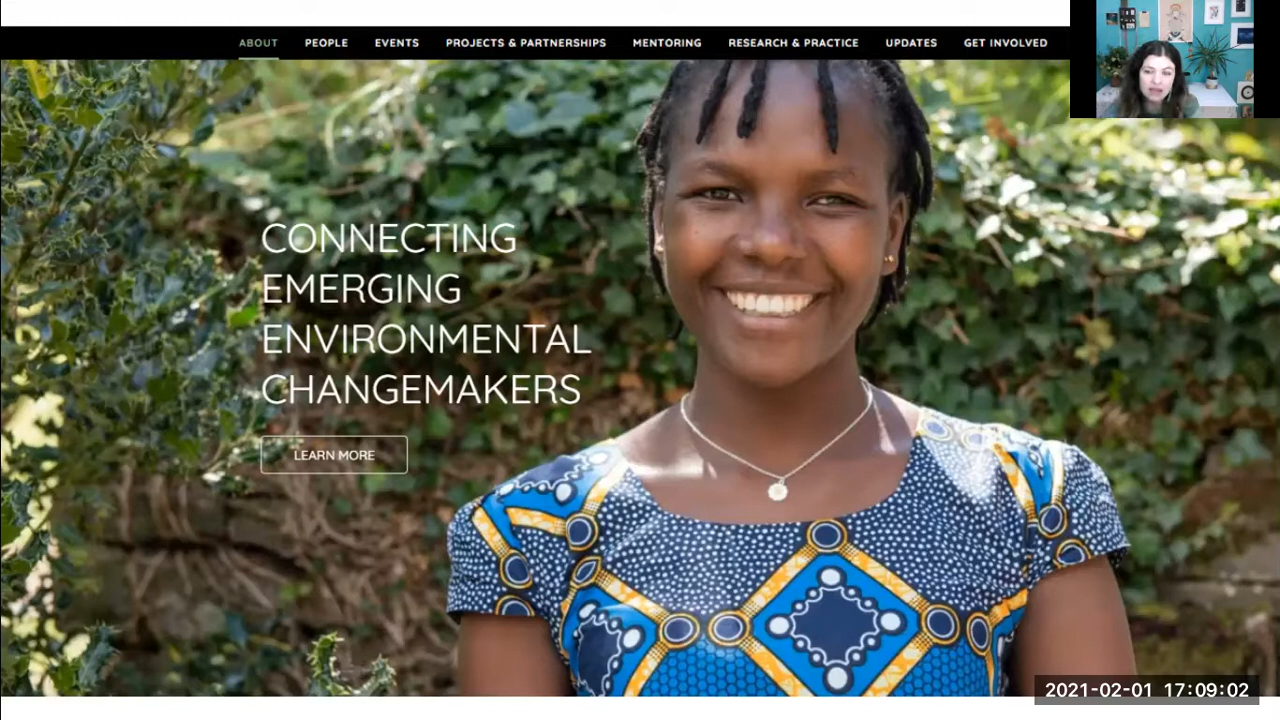 ABOUT PEOPLE EVENTS PROJECTS & PARTNERSHIPS MENTORING RESEARCH & PRACTICE UPDATES GET INVOLVED
CONNECTING
EMERGING
ENVIRONMENTAL
CHANGEMAKERS
LEARN MORE
2021-02-01 17:09:02